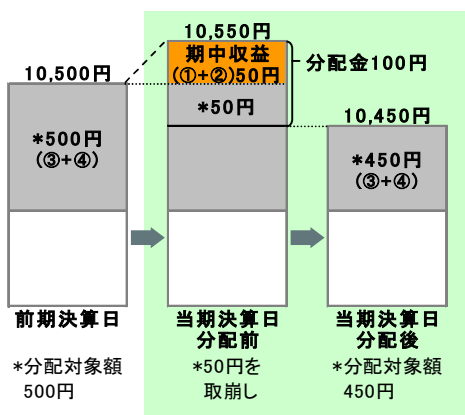 10,550円
期中収益
(①+②)50円
分配金100円
10,500円
*50円
10,450円
*500円
(③+④)
*450円
(③+④)
前期決算日
当期決算日
分配前
当期決算日
分配後
*分配対象額
500円
*50円を
取崩し
*分配対象額
450円